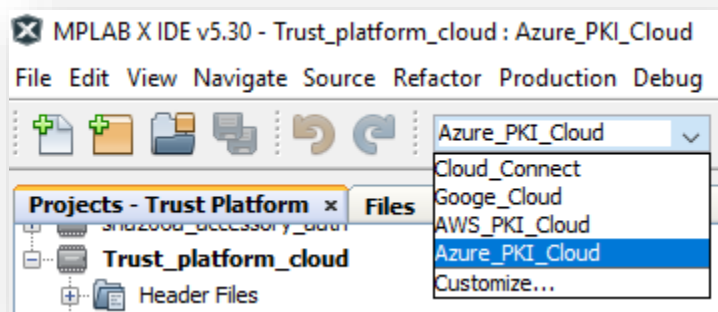 MPLAB X IDE v5.30 - Trust_platform_cloud : Azure_PKI_Cloud
File Edit View Navigate Source Refactor Production Debug
Azure_PKI_Cloud
Cloud_Connect
Googe_Cloud
AWS_PKI_Cloud
Azure_PKI_Cloud
Customize...
Projects - Trust Platform × Files
Trust_platform_cloud
Header Files